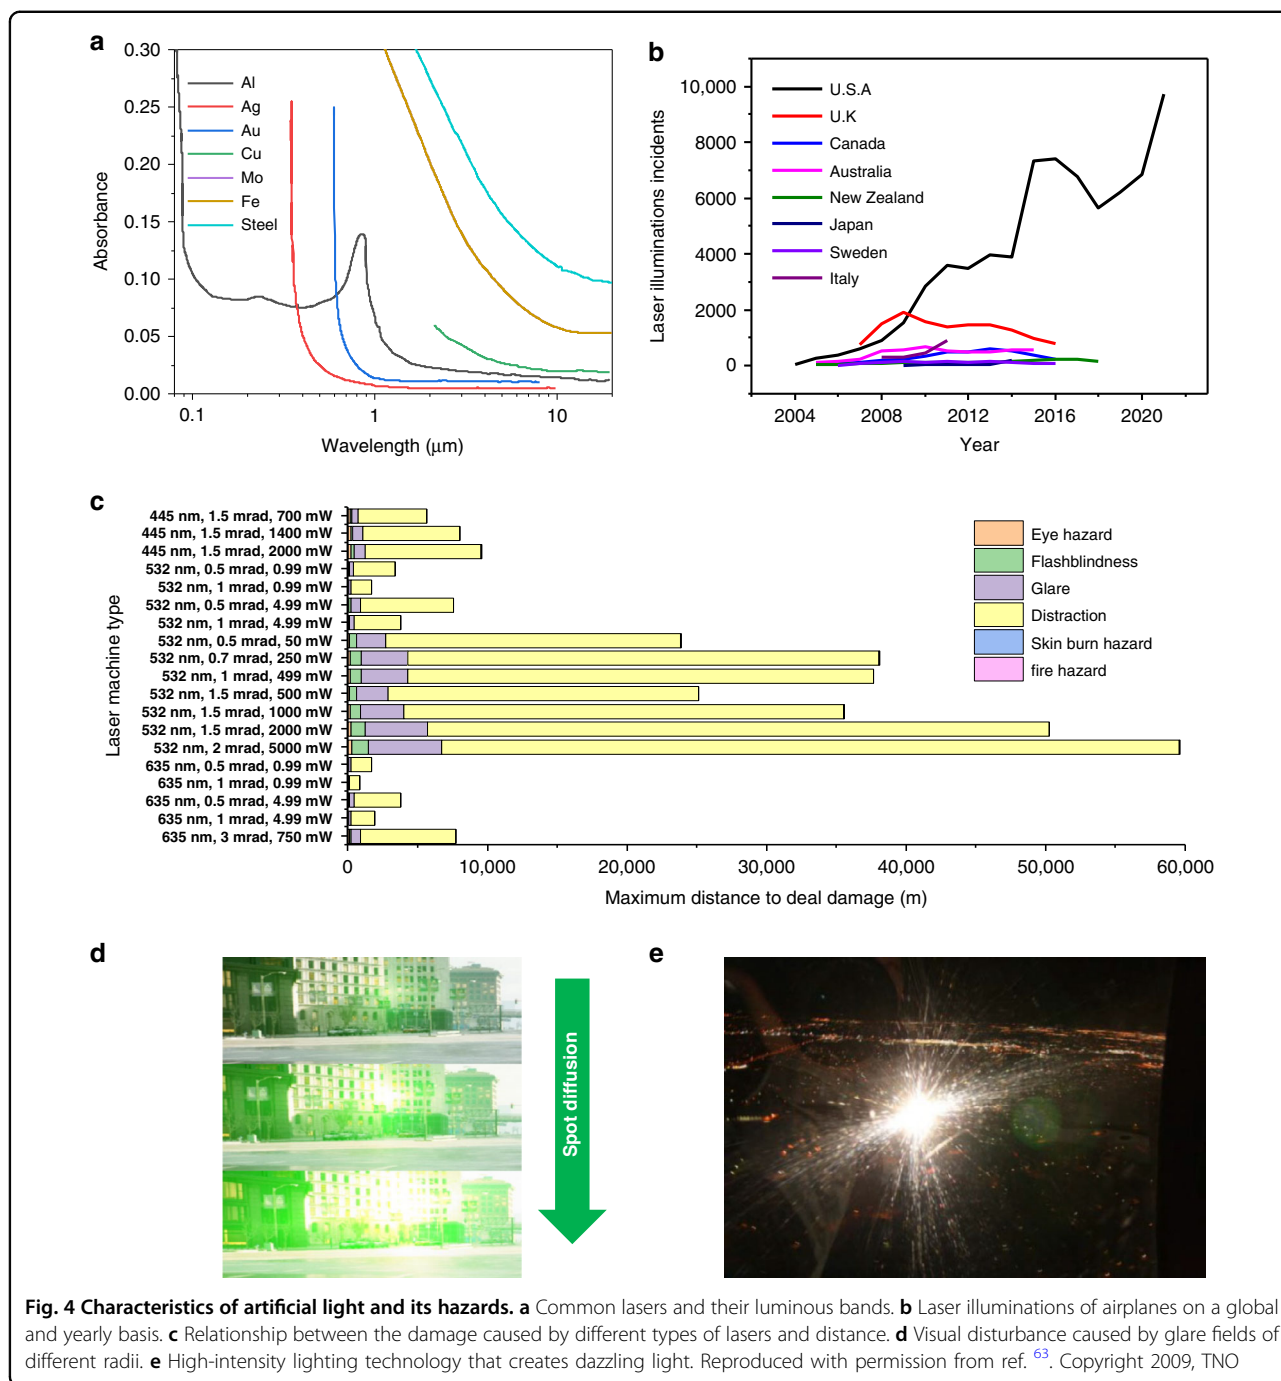 a
0.30
0.25
0.20
0.15
0.10
0.05
0.00
Absorbance
Al
Ag
Au
Cu
Mo
Fe
Steel
0.1
1
10
Wavelength (μm)
b
10,000
8000
6000
4000
2000
0
Laser illuminations incidents
U.S.A
U.K
Canada
Australia
New Zealand
Japan
Sweden
Italy
2004
2008
2012
2016
2020
Year
c
Laser machine type
445 nm, 1.5 mrad, 700 mW
445 nm, 1.5 mrad, 1400 mW
445 nm, 1.5 mrad, 2000 mW
532 nm, 0.5 mrad, 0.99 mW
532 nm, 1 mrad, 0.99 mW
532 nm, 0.5 mrad, 4.99 mW
532 nm, 1 mrad, 4.99 mW
532 nm, 0.5 mrad, 50 mW
532 nm, 0.7 mrad, 250 mW
532 nm, 1 mrad, 499 mW
532 nm, 1.5 mrad, 500 mW
532 nm, 1.5 mrad, 1000 mW
532 nm, 1.5 mrad, 2000 mW
532 nm, 2 mrad, 5000 mW
635 nm, 0.5 mrad, 0.99 mW
635 nm, 1 mrad, 0.99 mW
635 nm, 0.5 mrad, 4.99 mW
635 nm, 1 mrad, 4.99 mW
635 nm, 3 mrad, 750 mW
Eye hazard
Flashblindness
Glare
Distraction
Skin burn hazard
fire hazard
0
10,000
20,000
30,000
40,000
50,000
60,000
Maximum distance to deal damage (m)
d
Spot diffusion
e
Fig. 4 Characteristics of artificial light and its hazards. a Common lasers and their luminous bands. b Laser illuminations of airplanes on a global
and yearly basis. c Relationship between the damage caused by different types of lasers and distance. d Visual disturbance caused by glare fields of
different radii. e High-intensity lighting technology that creates dazzling light. Reproduced with permission from ref. 63. Copyright 2009, TNO